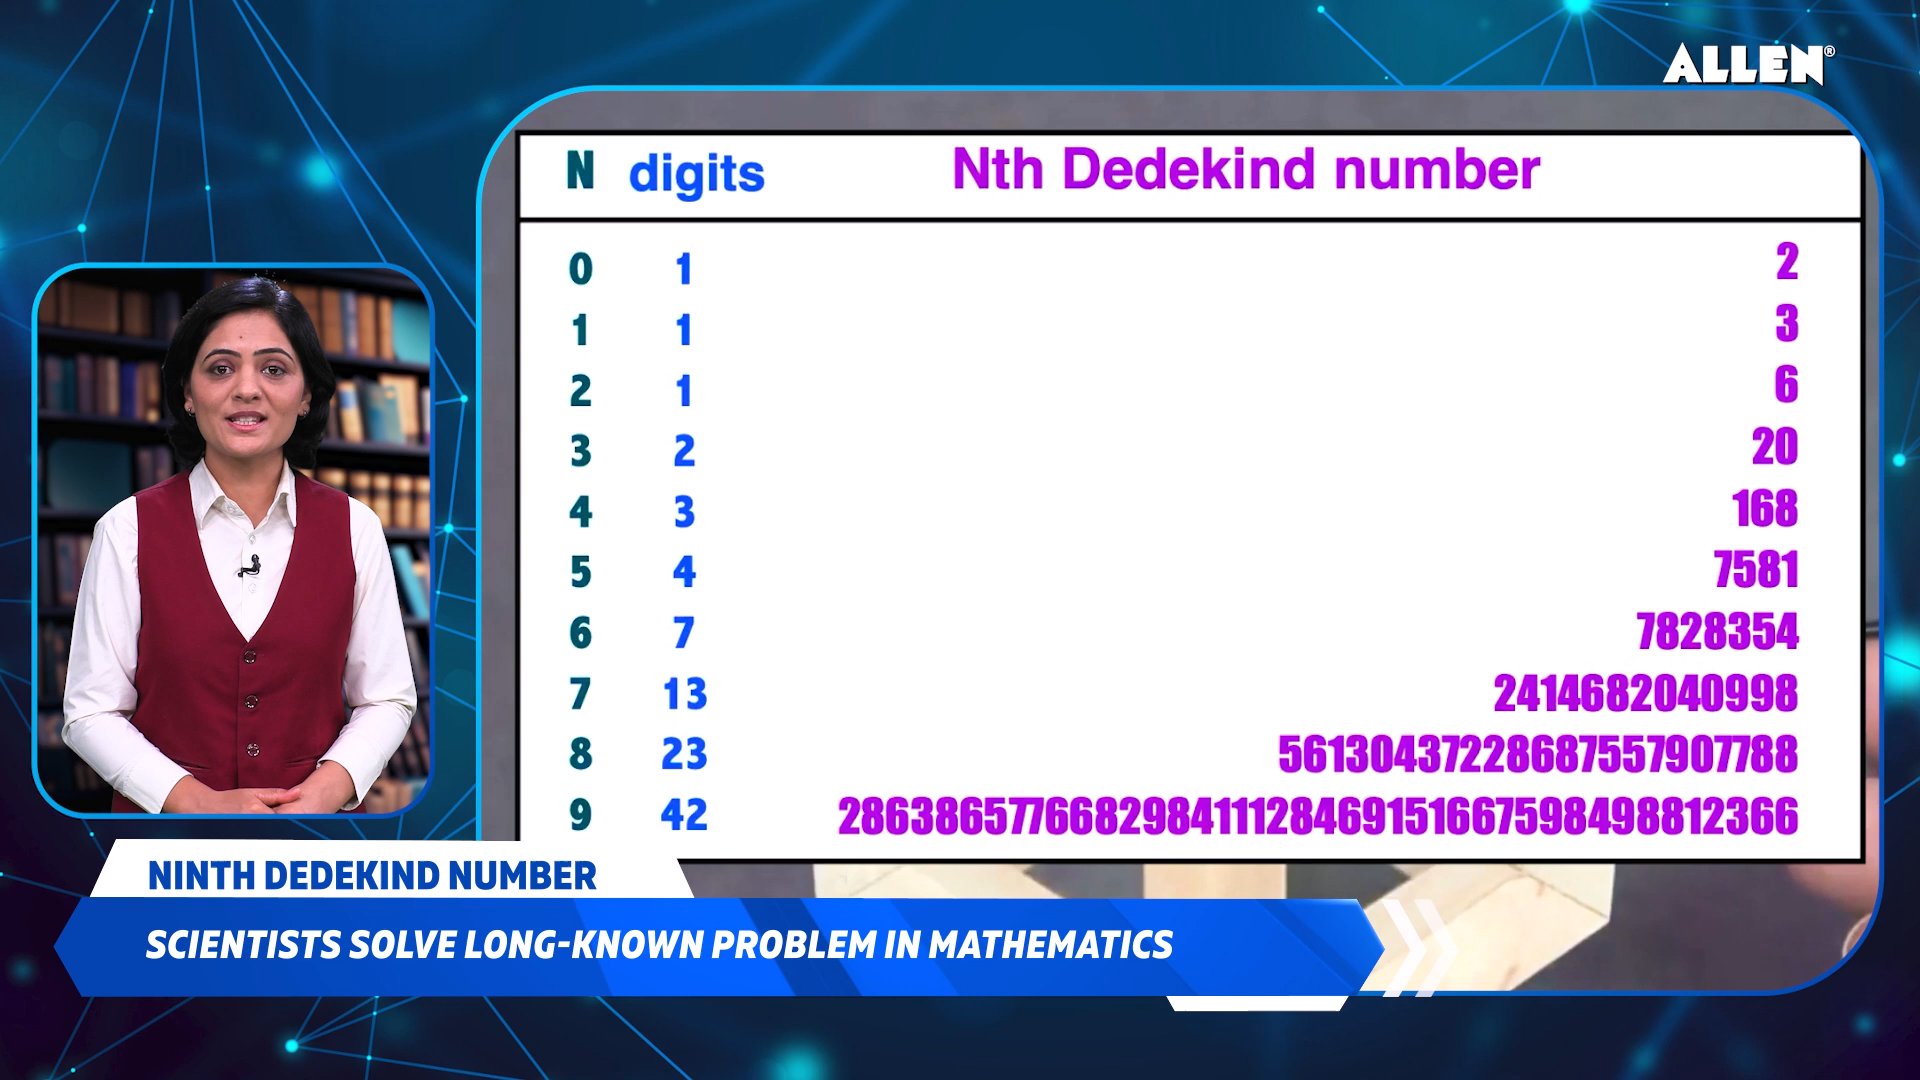 ALLEN®
N digits Nth Dedekind number
0 1 2
1 1 3
2 1 6
3 2 20
4 3 168
5 4 7581
6 7 7828354
7 13 2414682040998
8 23 56130437228687557907788
9 42 286386577668298411128469151667598498812366
NINTH DEDEKIND NUMBER
SCIENTISTS SOLVE LONG-KNOWN PROBLEM IN MATHEMATICS